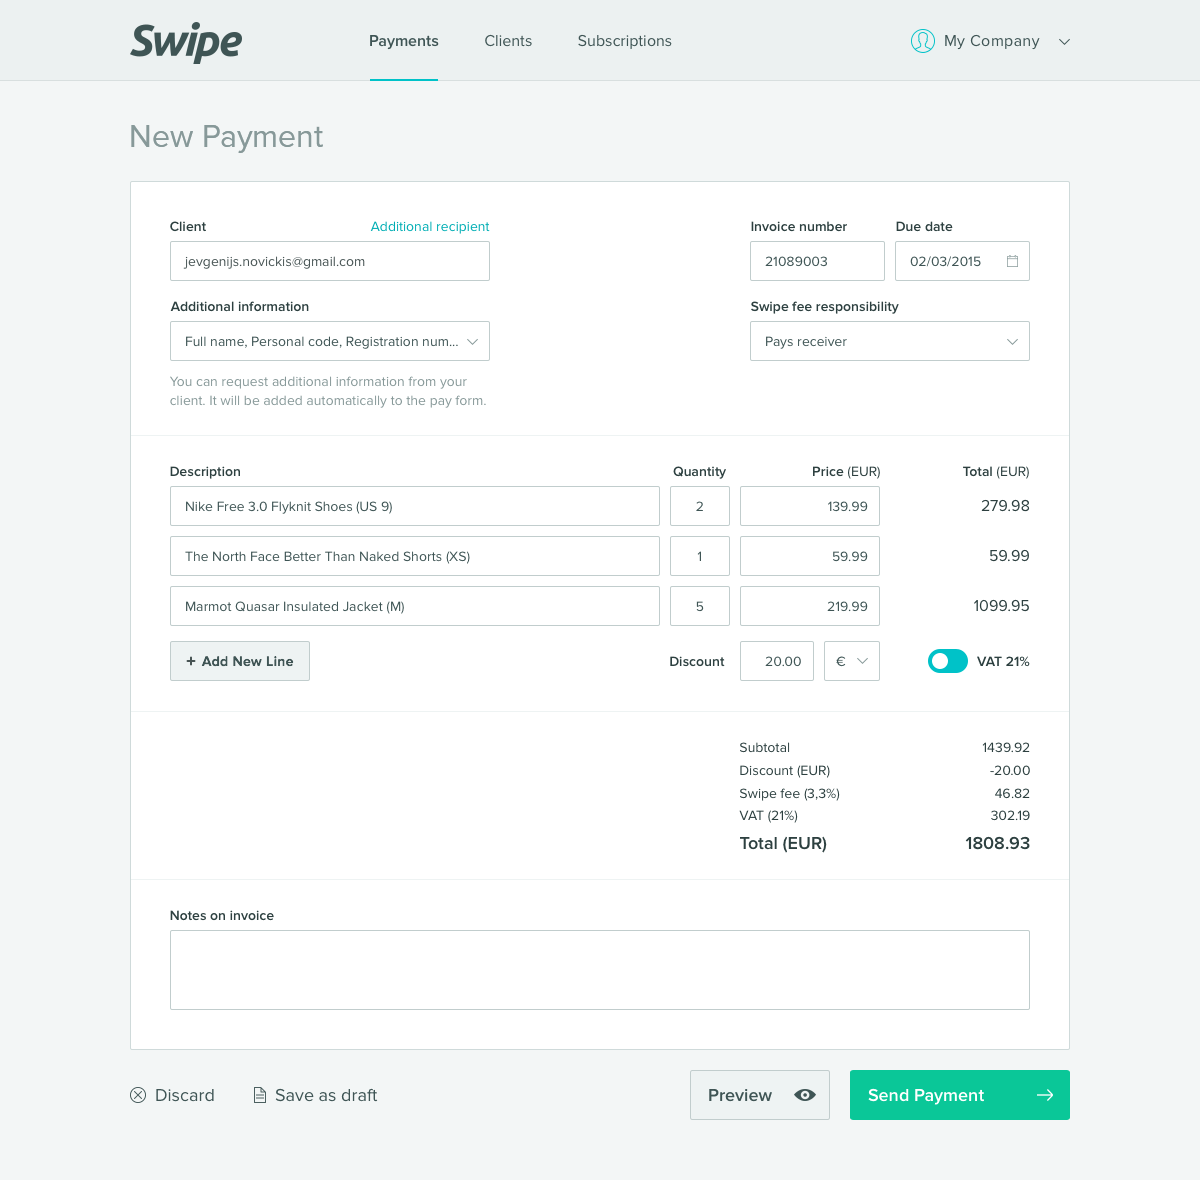 Swipe
Payments
Clients
Subscriptions
My Company
New Payment
Client
Additional recipient
Invoice number
Due date
jevgenijs.novickis@gmail.com
21089003
02/03/2015
Additional information
Swipe fee responsibility
Full name, Personal code, Registration num...
Pays receiver
You can request additional information from your
client. It will be added automatically to the pay form.
Description
Quantity
Price (EUR)
Total (EUR)
Nike Free 3.0 Flyknit Shoes (US 9)
2
139.99
279.98
The North Face Better Than Naked Shorts (XS)
1
59.99
59.99
Marmot Quasar Insulated Jacket (M)
5
219.99
1099.95
+ Add New Line
Discount
20.00
€
VAT 21%
Subtotal
1439.92
Discount (EUR)
-20.00
Swipe fee (3,3%)
46.82
VAT (21%)
302.19
Total (EUR)
1808.93
Notes on invoice
Discard
Save as draft
Preview
Send Payment